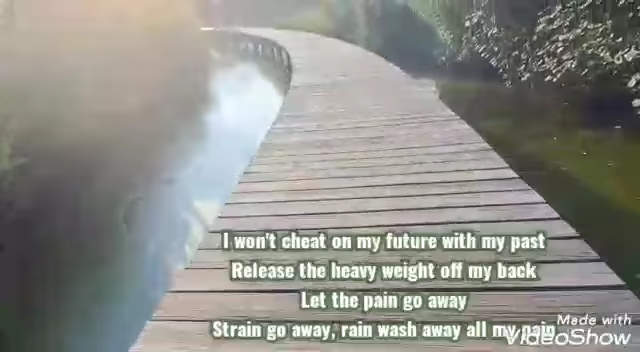 I won't cheat on my future with my past
Release the heavy weight off my back
Let the pain go away
Strain go away, rain wash away all my pain
Made with
VideoShow